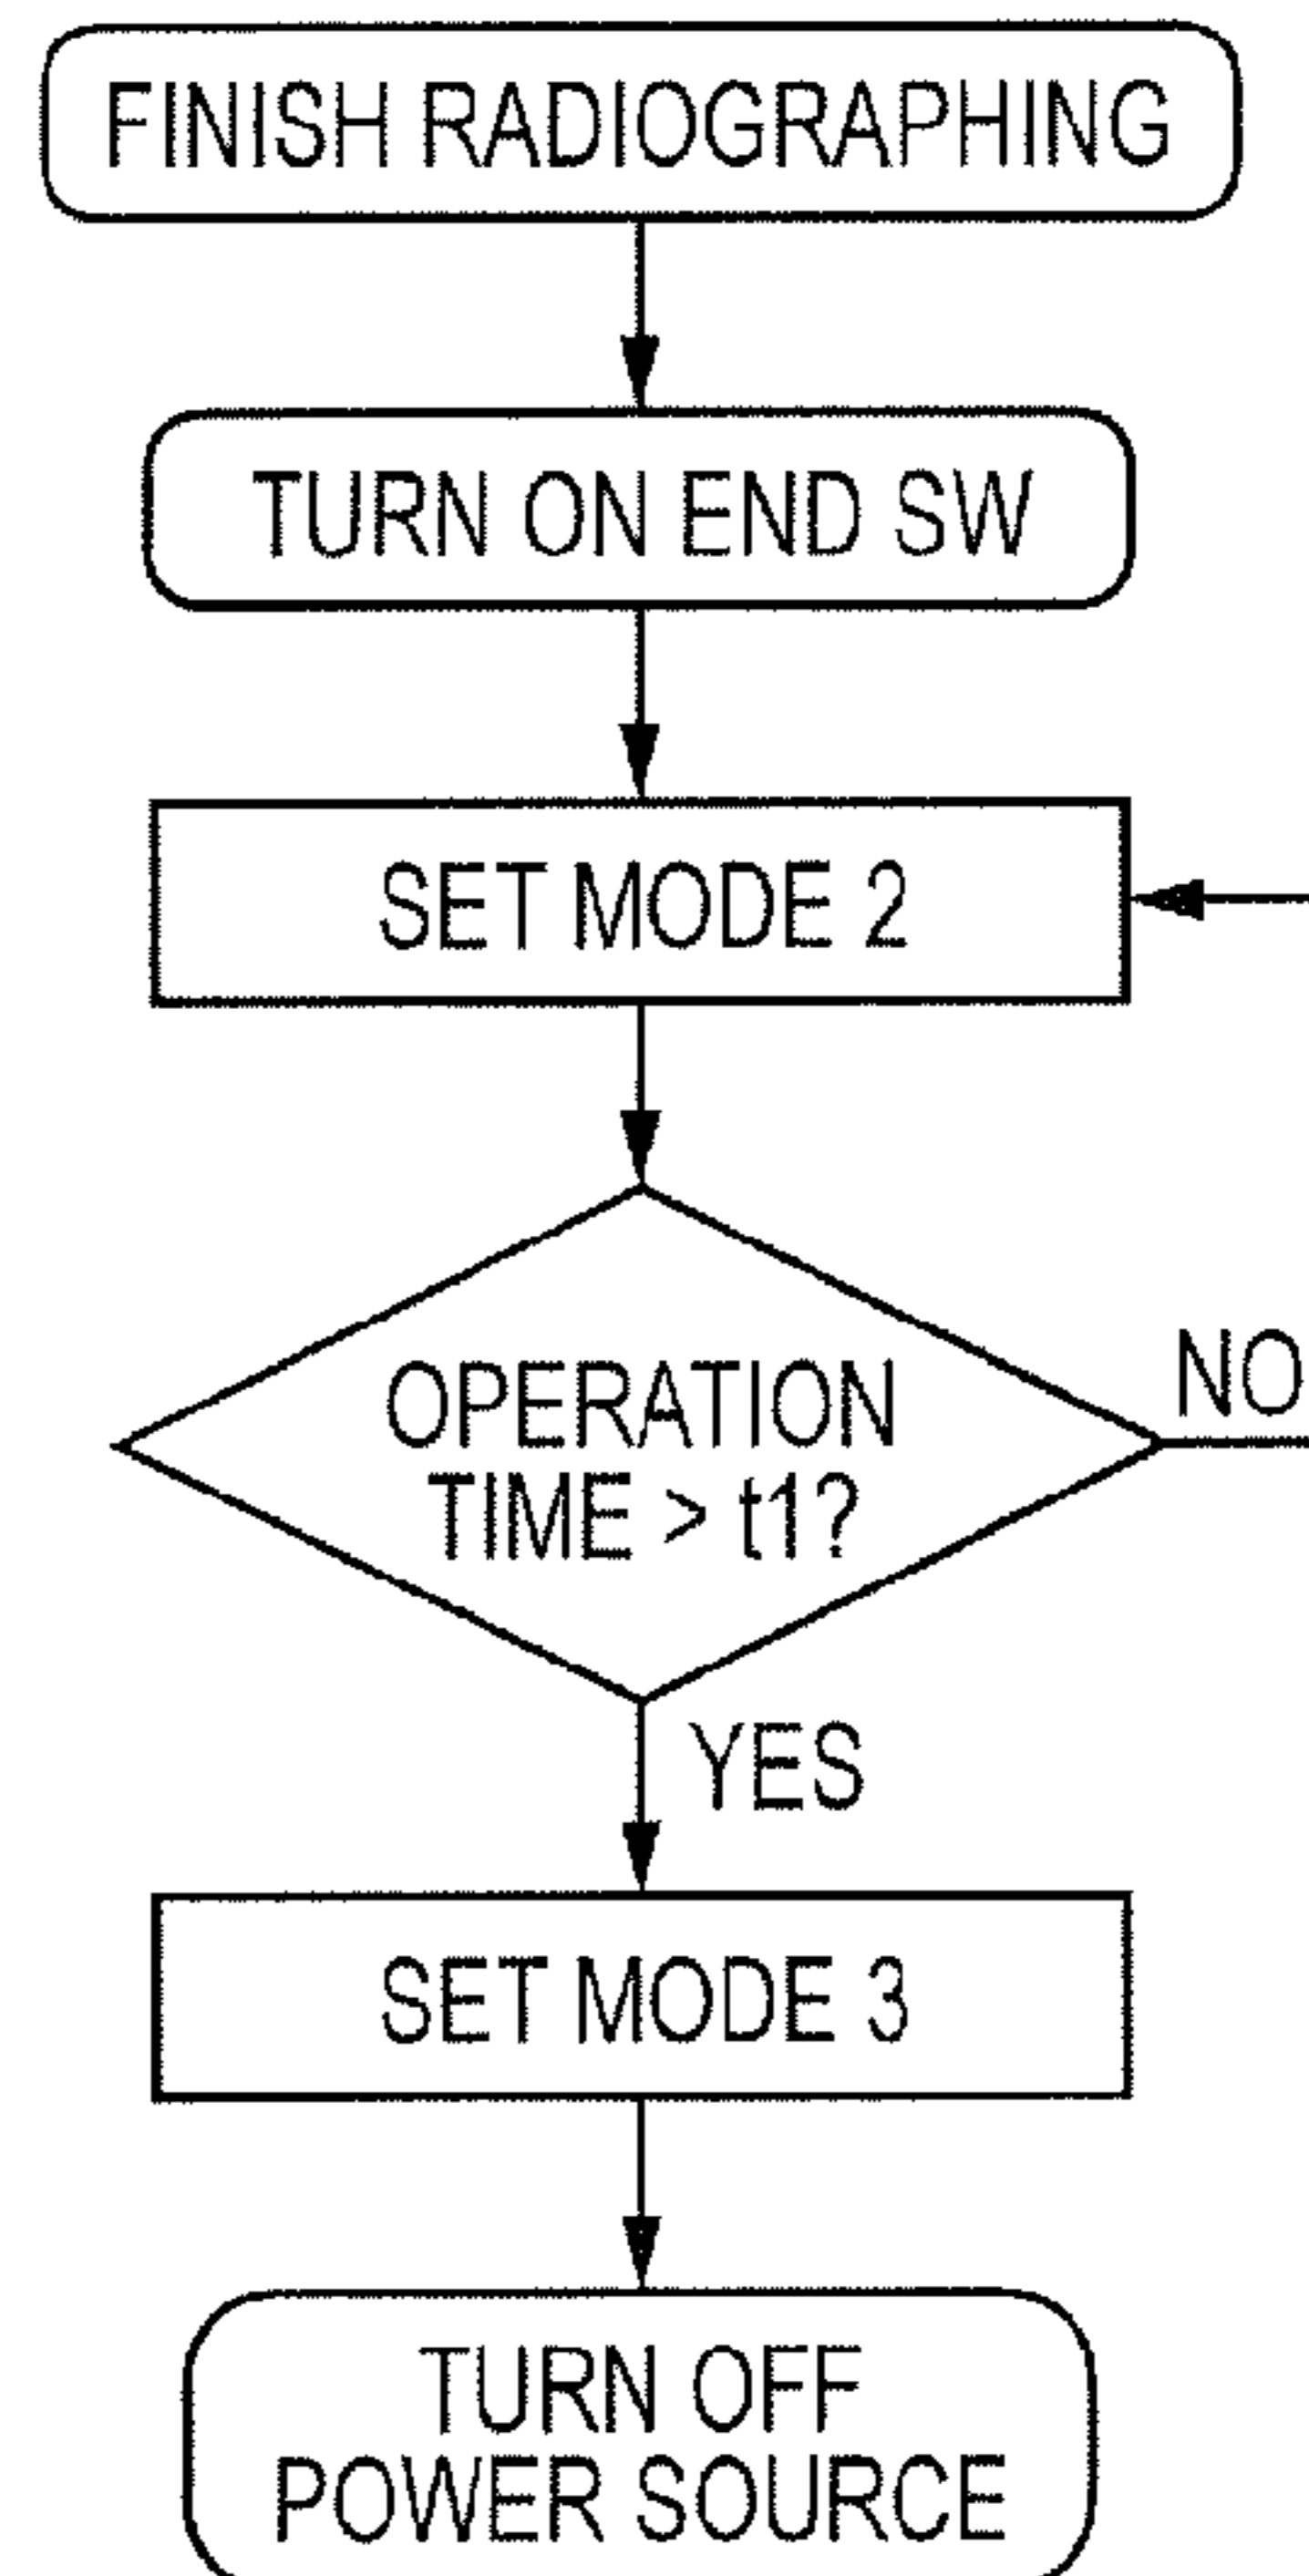 FINISH RADIOGRAPHING
TURN ON END SW
SET MODE 2
OPERATION
TIME > t1?
NO
YES
SET MODE 3
TURN OFF
POWER SOURCE